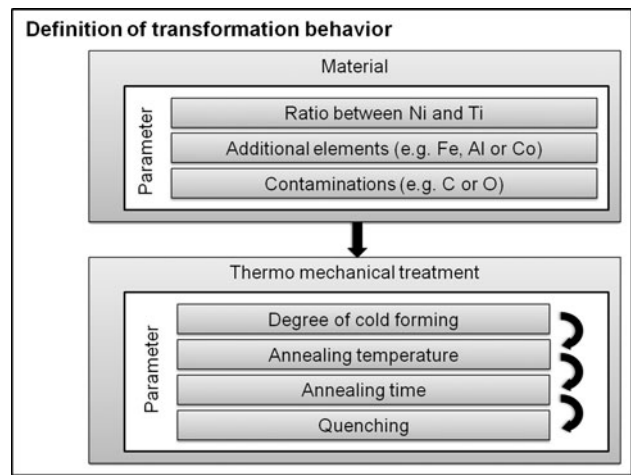 Definition of transformation behavior
Material
Parameter
Ratio between Ni and Ti
Additional elements (e.g. Fe, Al or Co)
Contaminations (e.g. C or O)
Thermo mechanical treatment
Parameter
Degree of cold forming
Annealing temperature
Annealing time
Quenching